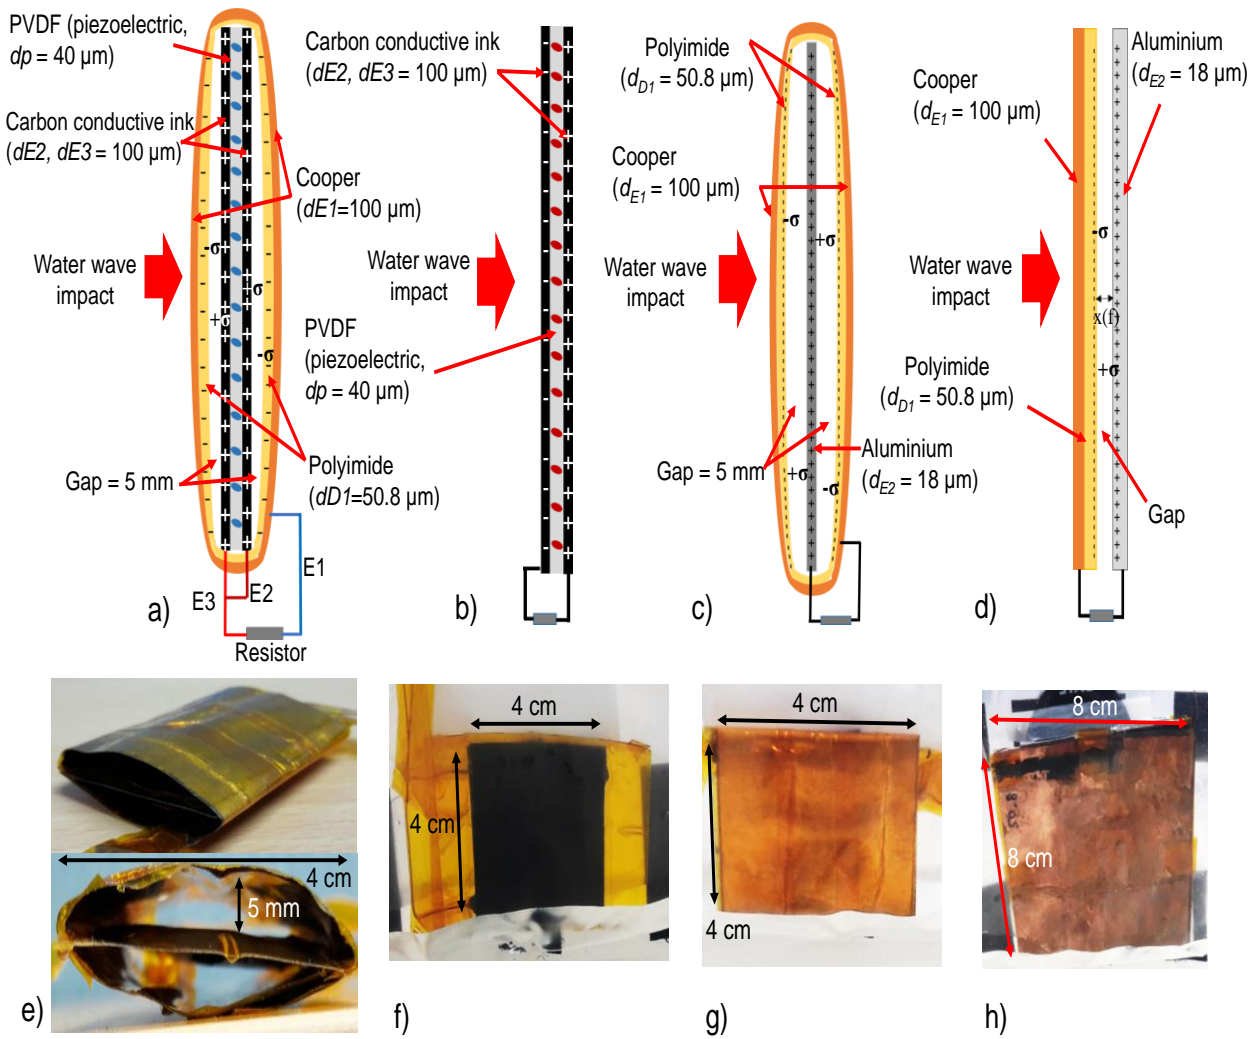 PVDF (piezoelectric,
dp = 40 µm)
Carbon conductive ink
(dE2, dE3 = 100 µm)
Cooper
(dE1=100 µm)
-σ
σ
+σ
-σ
Water wave
impact
Gap = 5 mm
Polyimide
(dD1=50.8 µm)
E1
E2
E3
Resistor
a)
Carbon conductive ink
(dE2, dE3 = 100 µm)
Water wave
impact
PVDF
(piezoelectric,
dp = 40 µm)
b)
Polyimide
(dD1 = 50.8 µm)
Cooper
(dE1 = 100 µm)
-σ
+σ
Water wave
impact
Gap = 5 mm
Aluminium
(dE2 = 18 µm)
+σ
-σ
c)
Aluminium
(dE2 = 18 µm)
Cooper
(dE1 = 100 µm)
-σ
Water wave
impact
x(f)
+σ
Polyimide
(dD1 = 50.8 µm)
Gap
d)
4 cm
5 mm
e)
4 cm
4 cm
f)
4 cm
4 cm
g)
8 cm
8 cm
h)